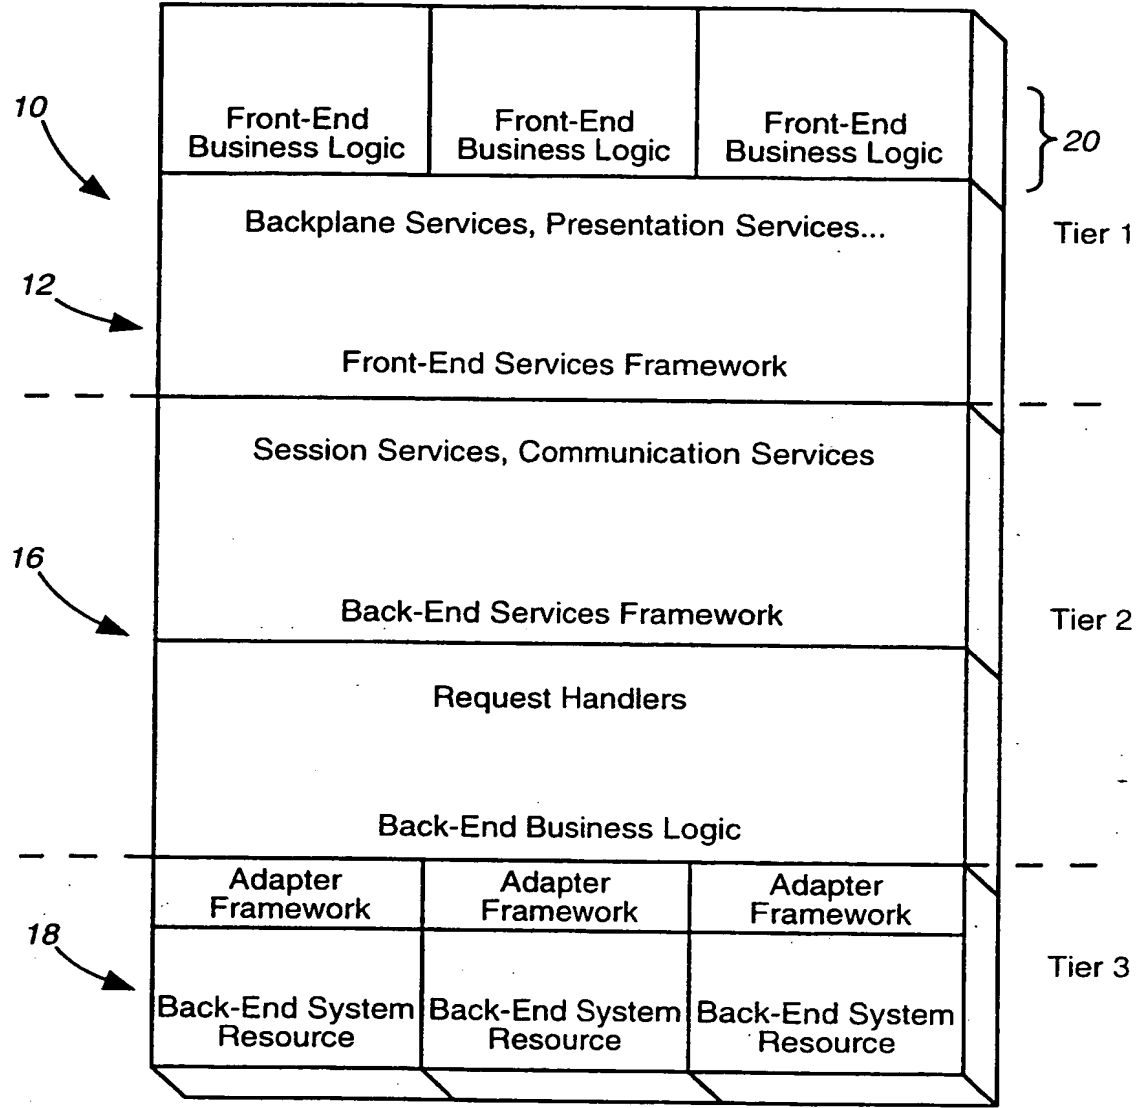 Front-End
Business Logic
Front-End
Business Logic
Front-End
Business Logic
10
20
Backplane Services, Presentation Services...
Tier 1
12
Front-End Services Framework
Session Services, Communication Services
16
Back-End Services Framework
Tier 2
Request Handlers
Back-End Business Logic
Adapter
Framework
Adapter
Framework
Adapter
Framework
18
Tier 3
Back-End System
Resource
Back-End System
Resource
Back-End System
Resource